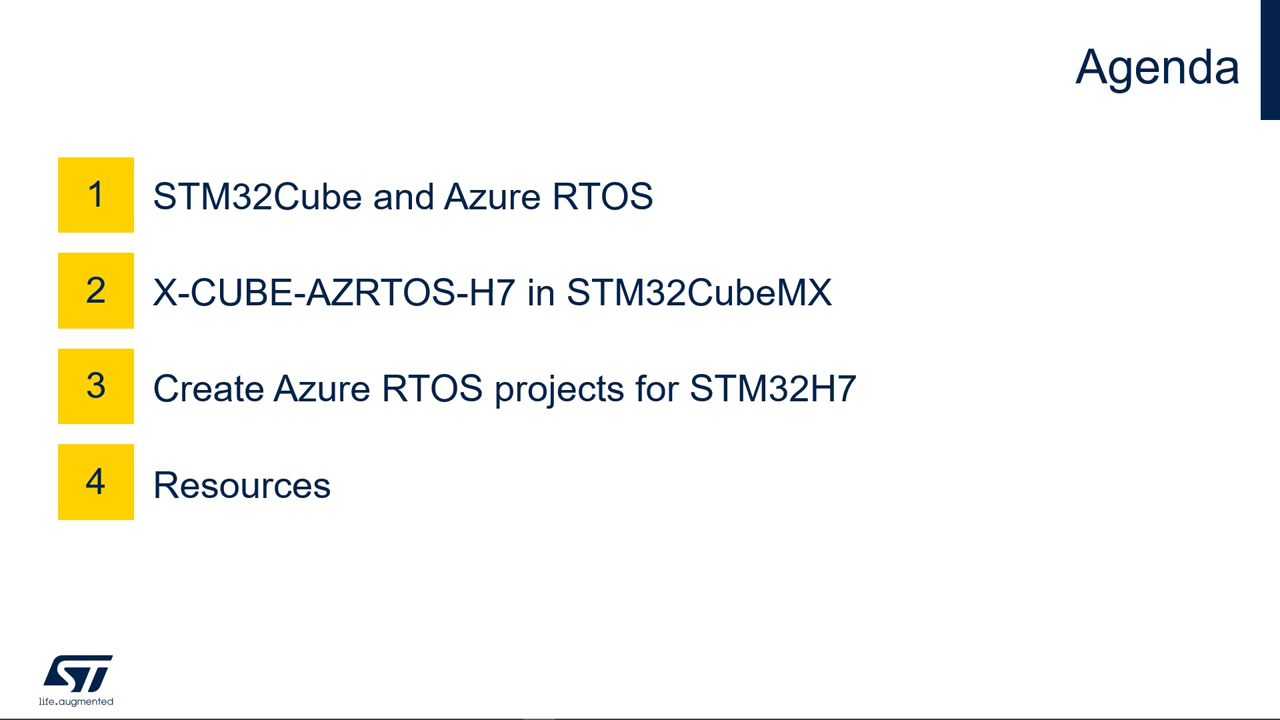 Agenda
1 STM32Cube and Azure RTOS
2 X-CUBE-AZRTOS-H7 in STM32CubeMX
3 Create Azure RTOS projects for STM32H7
4 Resources
ST
life.augmented